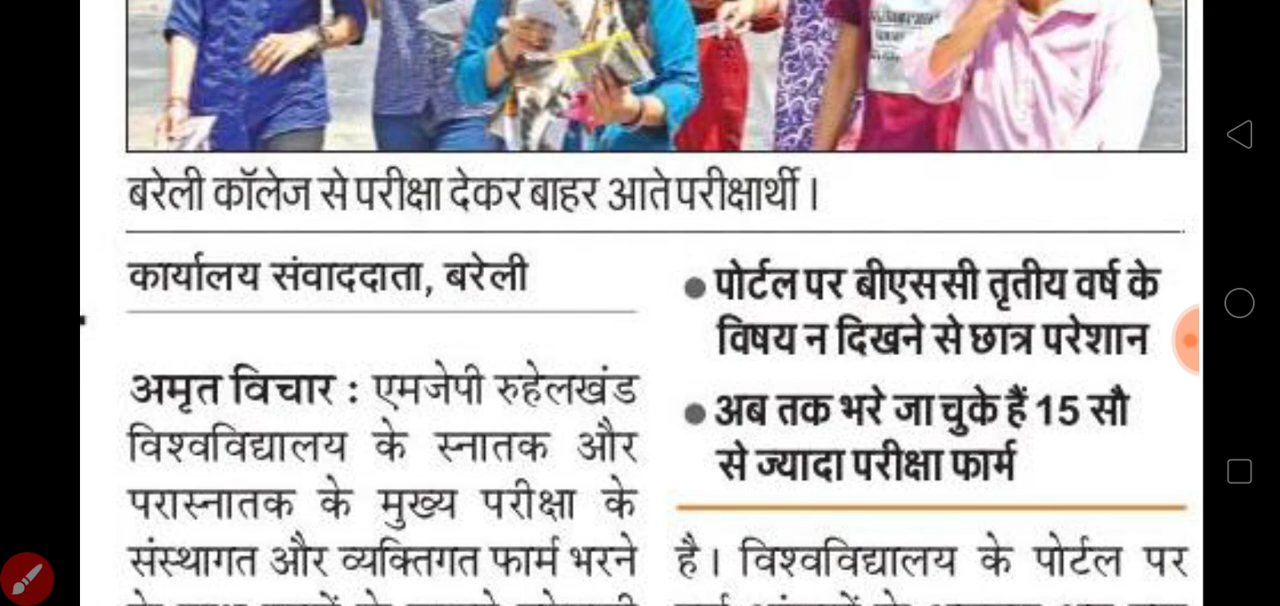 बरेली कॉलेज से परीक्षा देकर बाहर आते परीक्षार्थी।
कार्यालय संवाददाता, बरेली
अमृत विचार : एमजेपी रुहेलखंड
विश्वविद्यालय के स्नातक और
परास्नातक के मुख्य परीक्षा के
संस्थागत और व्यक्तिगत फार्म भरने
● पोर्टल पर बीएससी तृतीय वर्ष के
विषय न दिखने से छात्र परेशान
● अब तक भरे जा चुके हैं 15 सौ
से ज्यादा परीक्षा फार्म
है। विश्वविद्यालय के पोर्टल पर